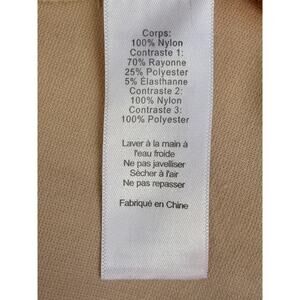 Corps:
100% Nylon
Contraste 1:
70% Rayonne
25% Polyester
5% Élasthanne
Contraste 2:
100% Nylon
Contraste 3:
100% Polyester
Laver à la main à
l'eau froide
Ne pas javelliser
Sécher à l'air
Ne pas repasser
Fabriqué en Chine